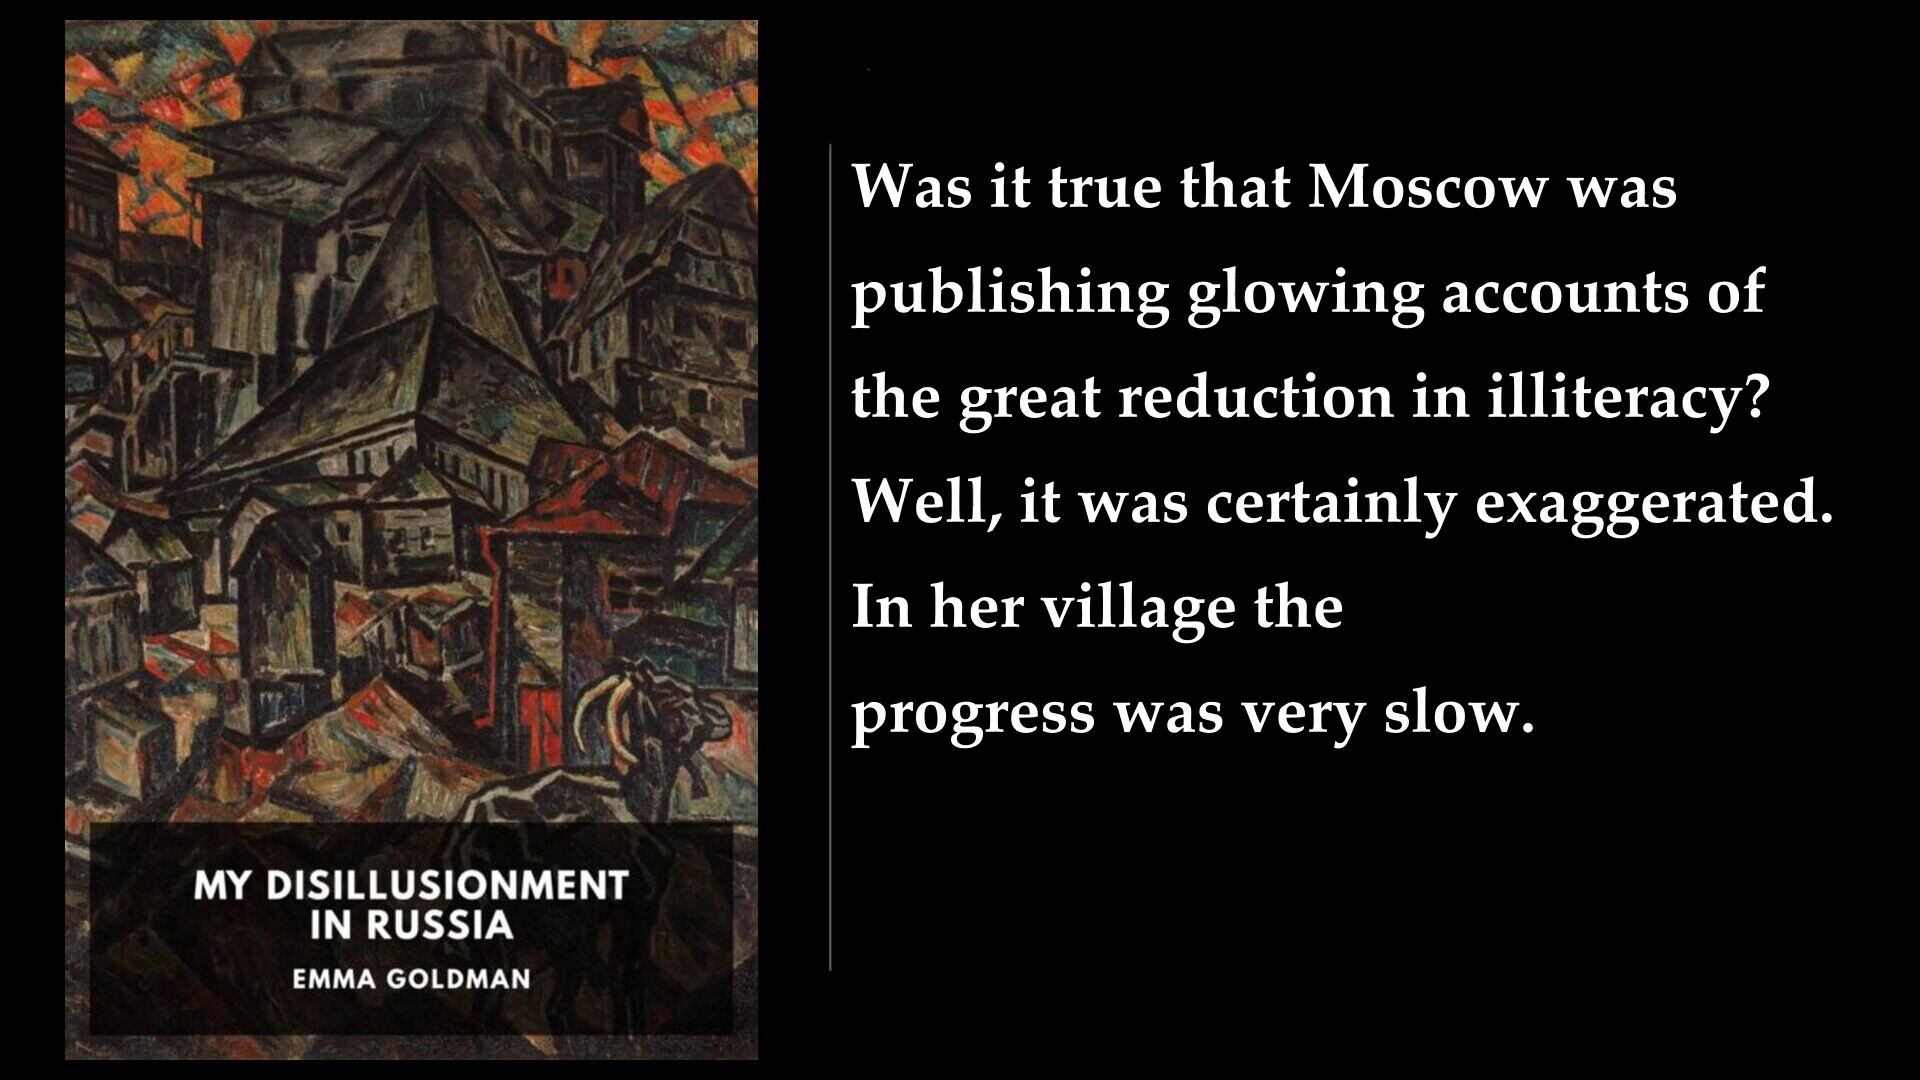 Was it true that Moscow was
publishing glowing accounts of
the great reduction in illiteracy?
Well, it was certainly exaggerated.
In her village the
progress was very slow.
MY DISILLUSIONMENT
IN RUSSIA
EMMA GOLDMAN